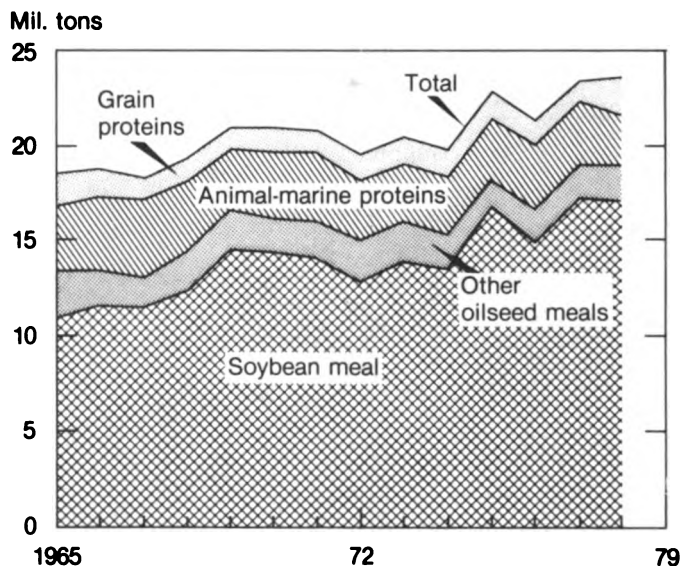 Mil. tons
25
20
15
10
5
0
Total
Grain
proteins
Animal-marine proteins
Other
oilseed meals
Soybean meal
1965
72
79